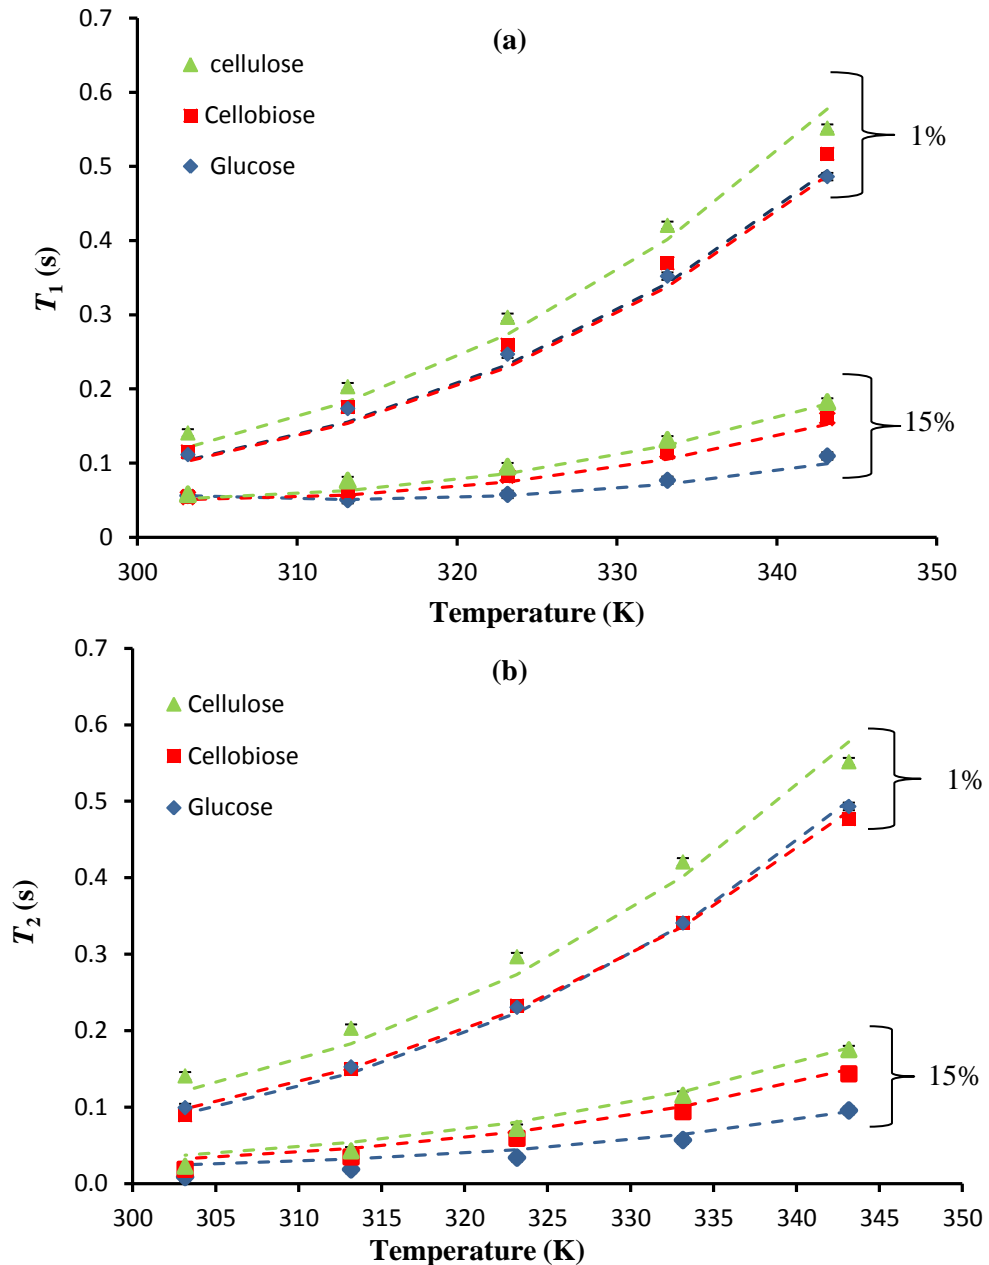 (a)
cellulose
Cellobiose
Glucose
0.7
0.6
0.5
0.4
0.3
0.2
0.1
0
T1 (s)
1%
15%
300 310 320 330 340 350
Temperature (K)
(b)
Cellulose
Cellobiose
Glucose
0.7
0.6
0.5
0.4
0.3
0.2
0.1
0.0
T2 (s)
1%
15%
300 305 310 315 320 325 330 335 340 345 350
Temperature (K)